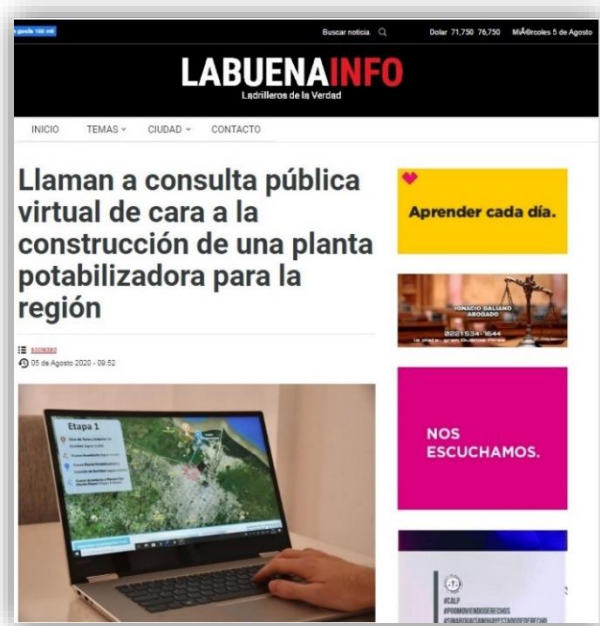 Buscar noticia
Dolar 71,750 76,750
MiÃ©rcoles 5 de Agosto
LABUENAINFO
Ladrilleros de la Verdad
INICIO
TEMAS
CIUDAD
CONTACTO
Llaman a consulta pública
virtual de cara a la
construcción de una planta
potabilizadora para la
región
05 de Agosto 2020 - 09:52
Etapa 1
Aprender cada día.
IGNACIO GALIANO
ABOGADO
NOS
ESCUCHAMOS.
#CALP